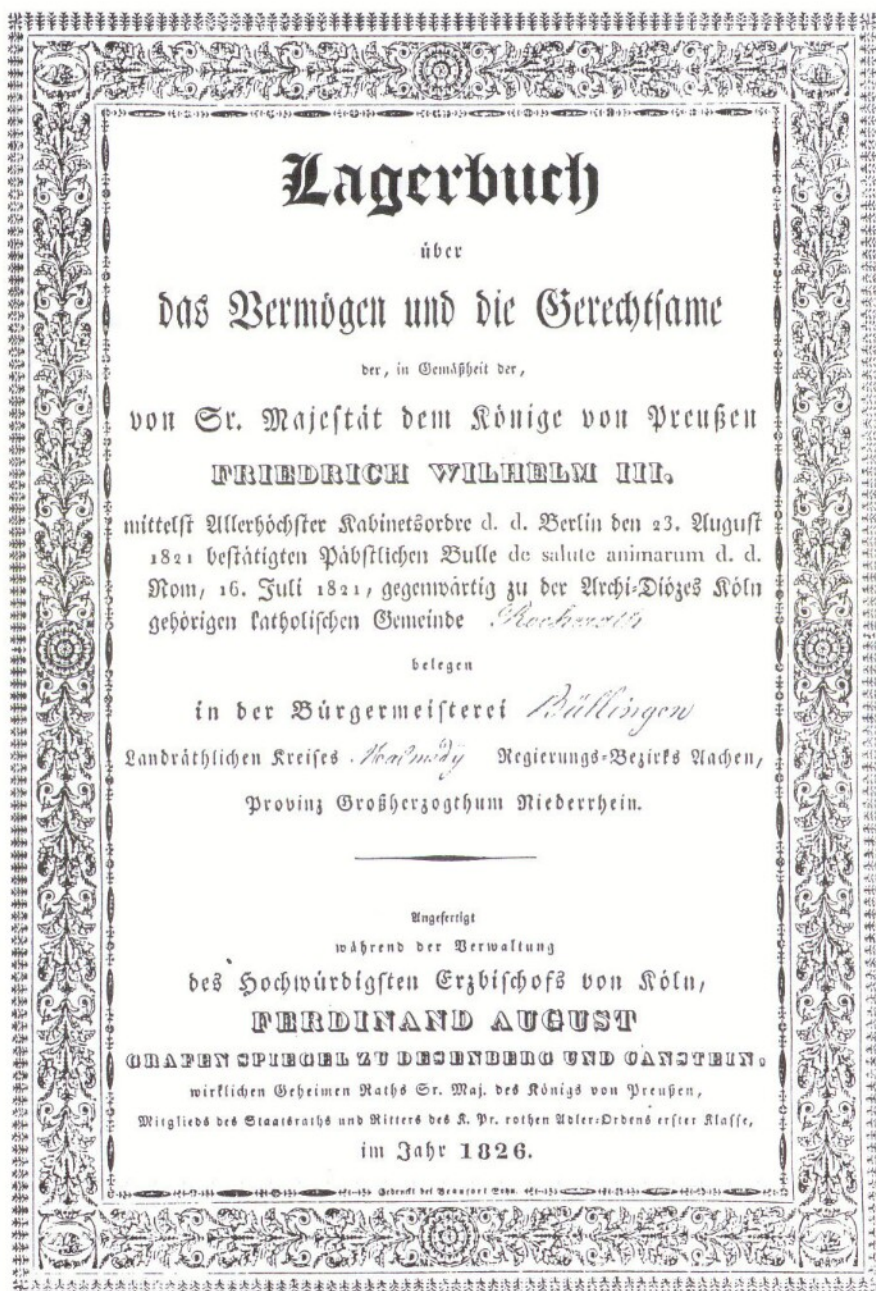 Lagerbuch
über
das Vermögen und die Gerechtsame
der, in Gemäßheit der,
von Sr. Majestät dem Könige von Preußen
FRIEDRICH WILHELM III.
mittelst Allerhöchster Kabinetsordre d. d. Berlin den 23. August
1821 bestätigten Päbstlichen Bulle de salute animarum d. d.
Rom, 16. Juli 1821, gegenwärtig zu der Archi-Diözes Köln
gehörigen katholischen Gemeinde Rocherath
belegen
in der Bürgermeisterei Büllingen
Landräthlichen Kreises Malmedy Regierungs-Bezirks Aachen,
Provinz Großherzogthum Niederrhein.
Angefertigt
während der Verwaltung
des Hochwürdigsten Erzbischofs von Köln,
FERDINAND AUGUST
GRAFEN SPIEGEL ZU DESENBERG UND CANSTEIN,
wirklichen Geheimen Raths Sr. Maj. des Königs von Preußen,
Mitglieds des Staatsraths und Ritters des K. Pr. rothen Adler-Ordens erster Klasse,
im Jahr 1826.
Gedruckt bei Beaufort Sohn.